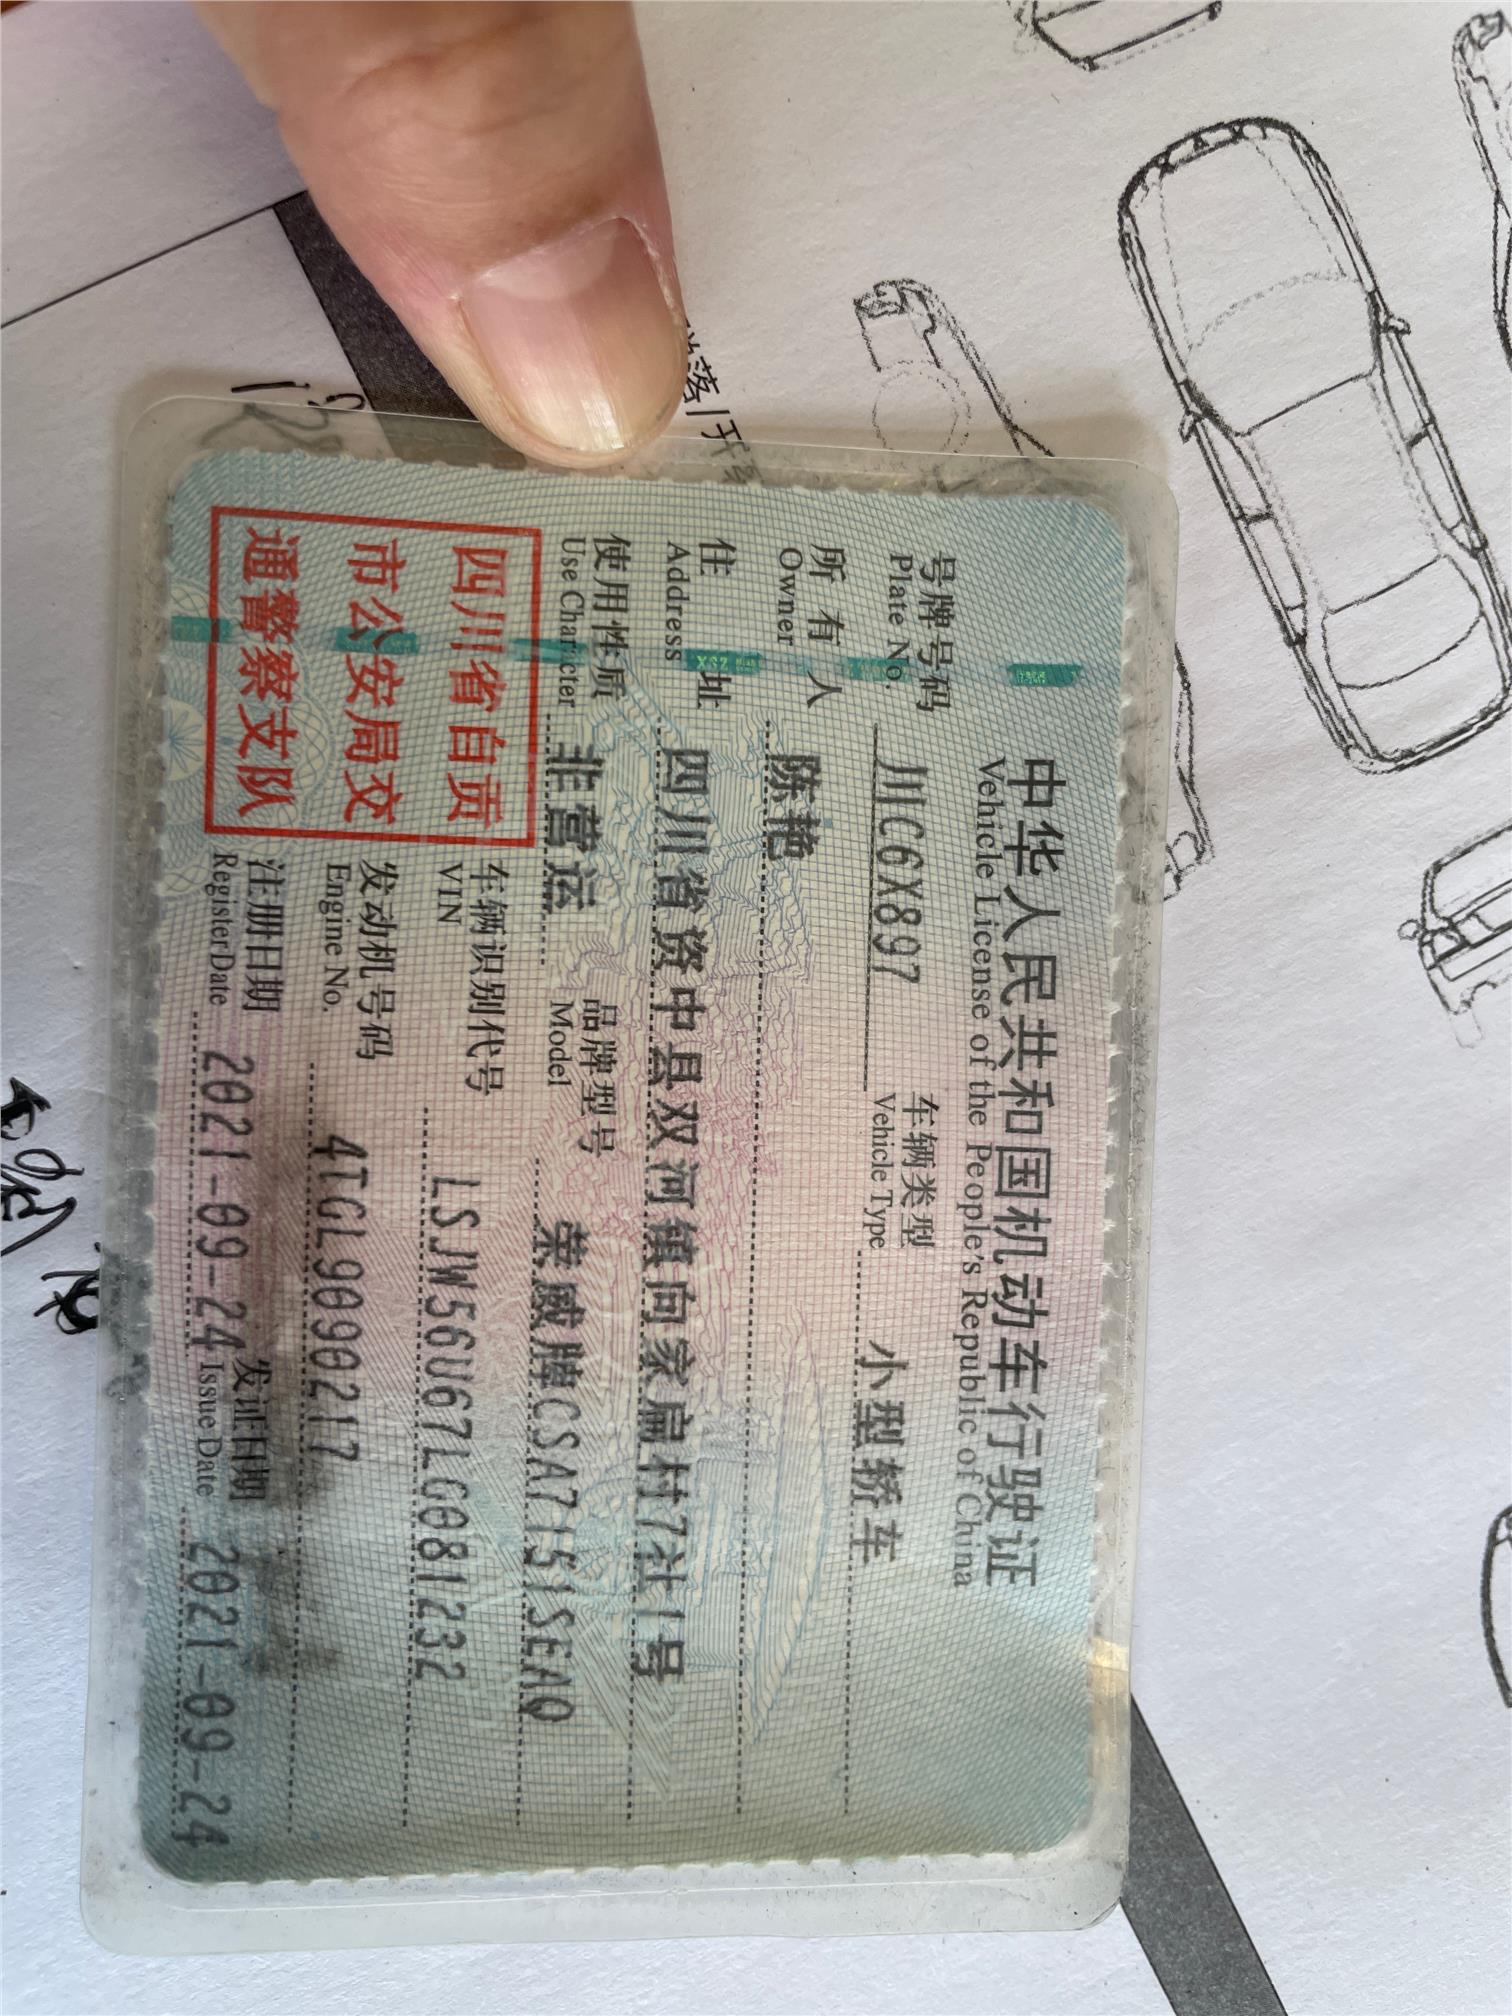 中华人民共和国机动车行驶证
Vehicle License of the People's Republic of China
号牌号码 川C6X897 车辆类型 小型轿车
Plate No. Vehicle Type
所有人 陈艳
Owner
住址 四川省资中县双河镇向家扁村7社1号
Address
使用性质 非营运 品牌型号 荣威牌CSA7151SEAQ
Use Character Model
四川省自贡
市公安局交
通警察支队
车辆识别代号 LSJW56U67LG081232
VIN
发动机号码 4TGL9090217
Engine No.
注册日期 2021-09-24 发证日期 2021-09-24
Register Date Issue Date